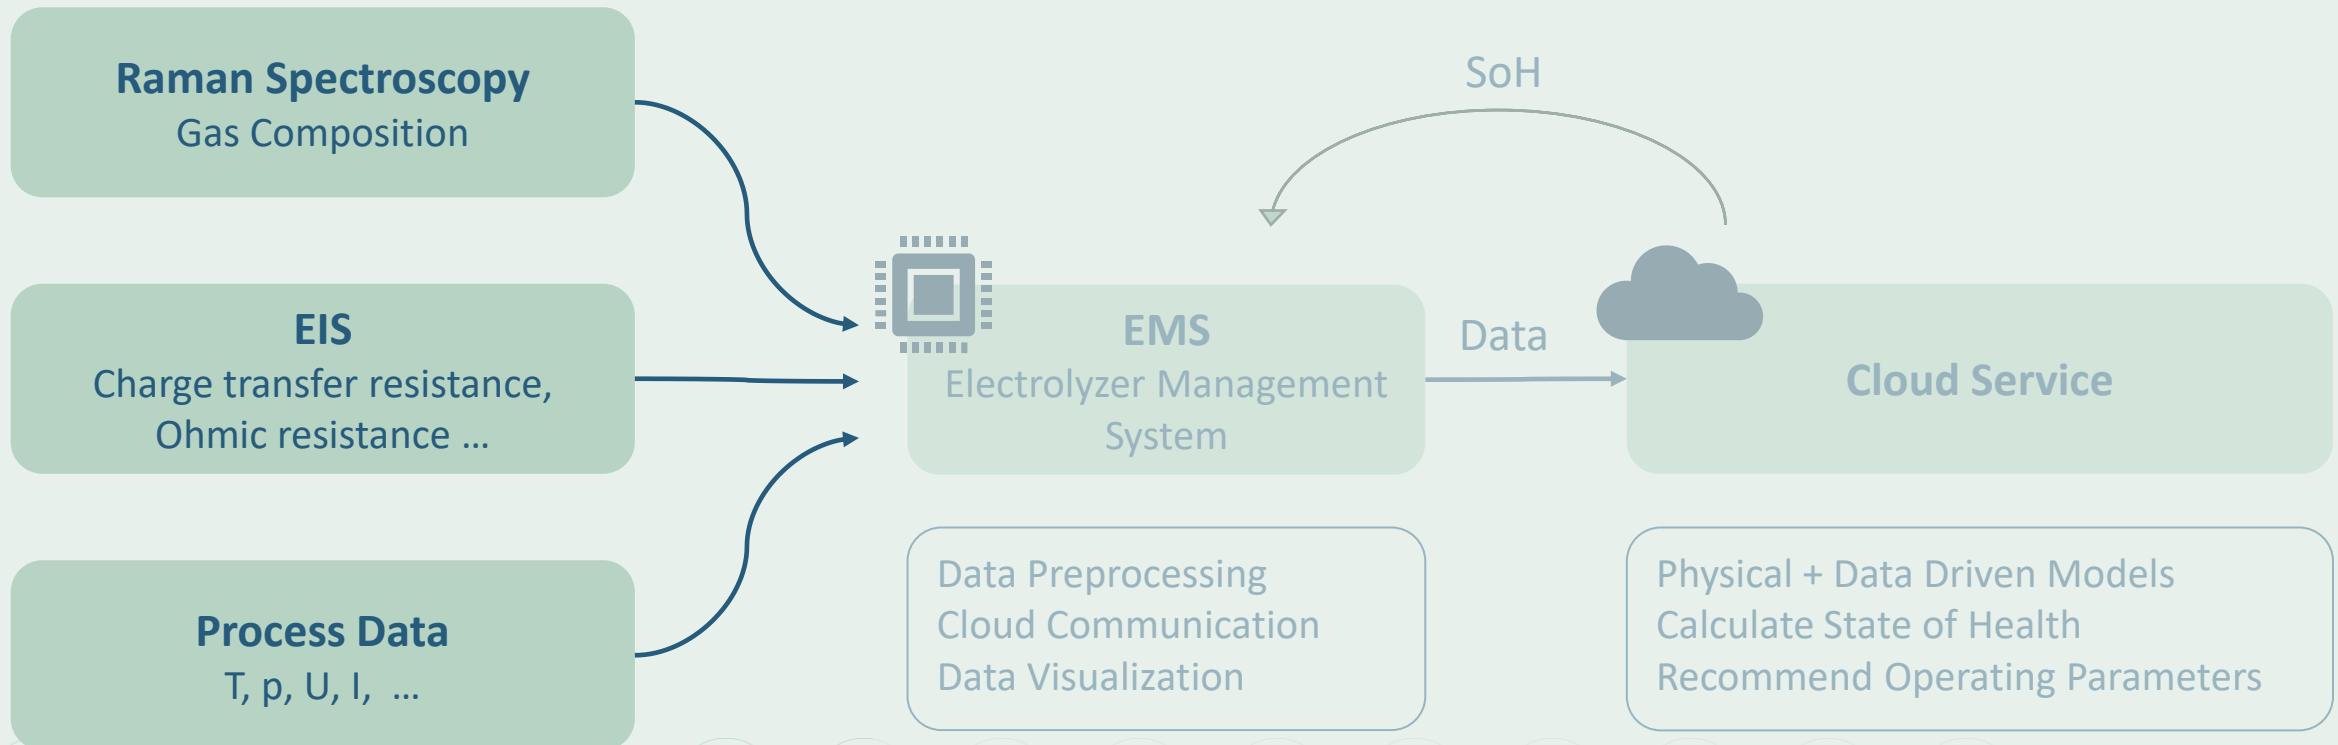 Raman Spectroscopy
Gas Composition
EIS
Charge transfer resistance,
Ohmic resistance ...
Process Data
T, p, U, I, ...
SoH
EMS
Electrolyzer Management
System
Data
Cloud Service
Data Preprocessing
Cloud Communication
Data Visualization
Physical + Data Driven Models
Calculate State of Health
Recommend Operating Parameters